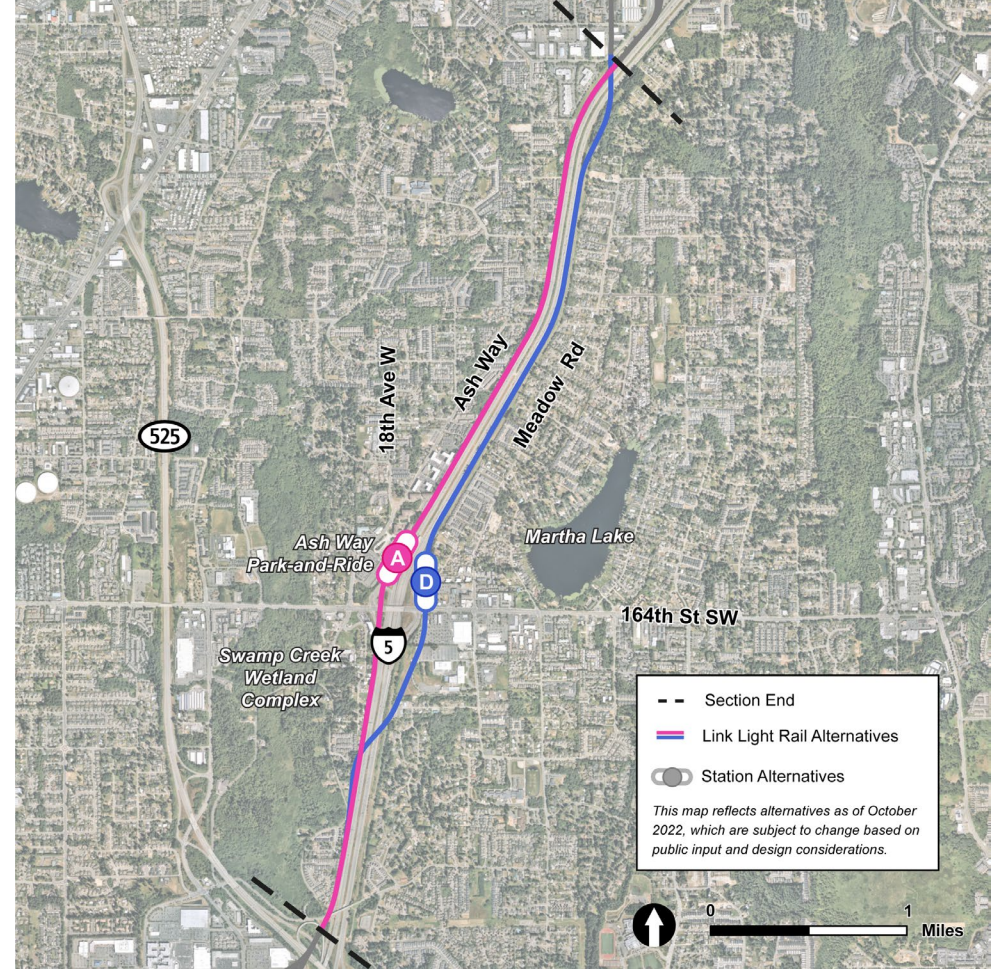 18th Ave W
Ash Way
Meadow Rd
525
Ash Way
Park-and-Ride
A
D
Martha Lake
164th St SW
5
Swamp Creek
Wetland
Complex
Section End
Link Light Rail Alternatives
Station Alternatives
This map reflects alternatives as of October
2022, which are subject to change based on
public input and design considerations.
0 1
Miles